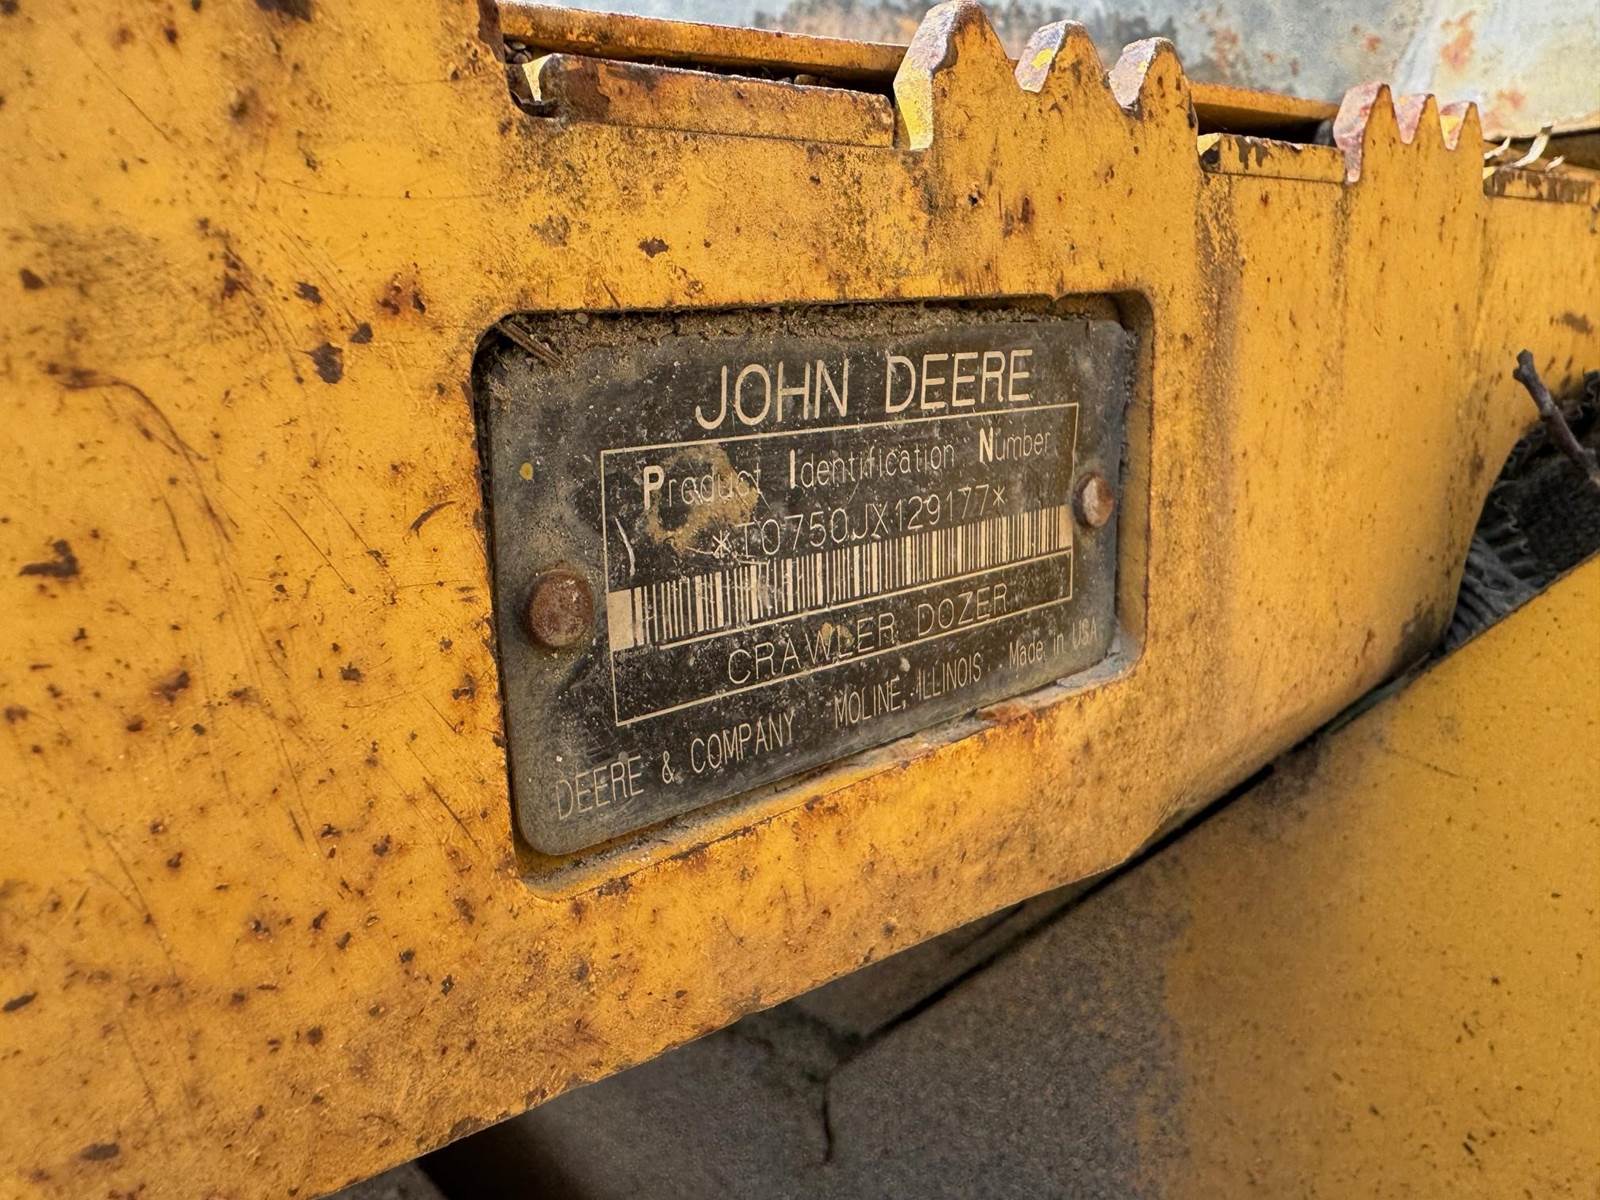 JOHN DEERE
Product Identification Number
*T0750JX129177*
CRAWLER DOZER
DEERE & COMPANY MOLINE, ILLINOIS Made in USA